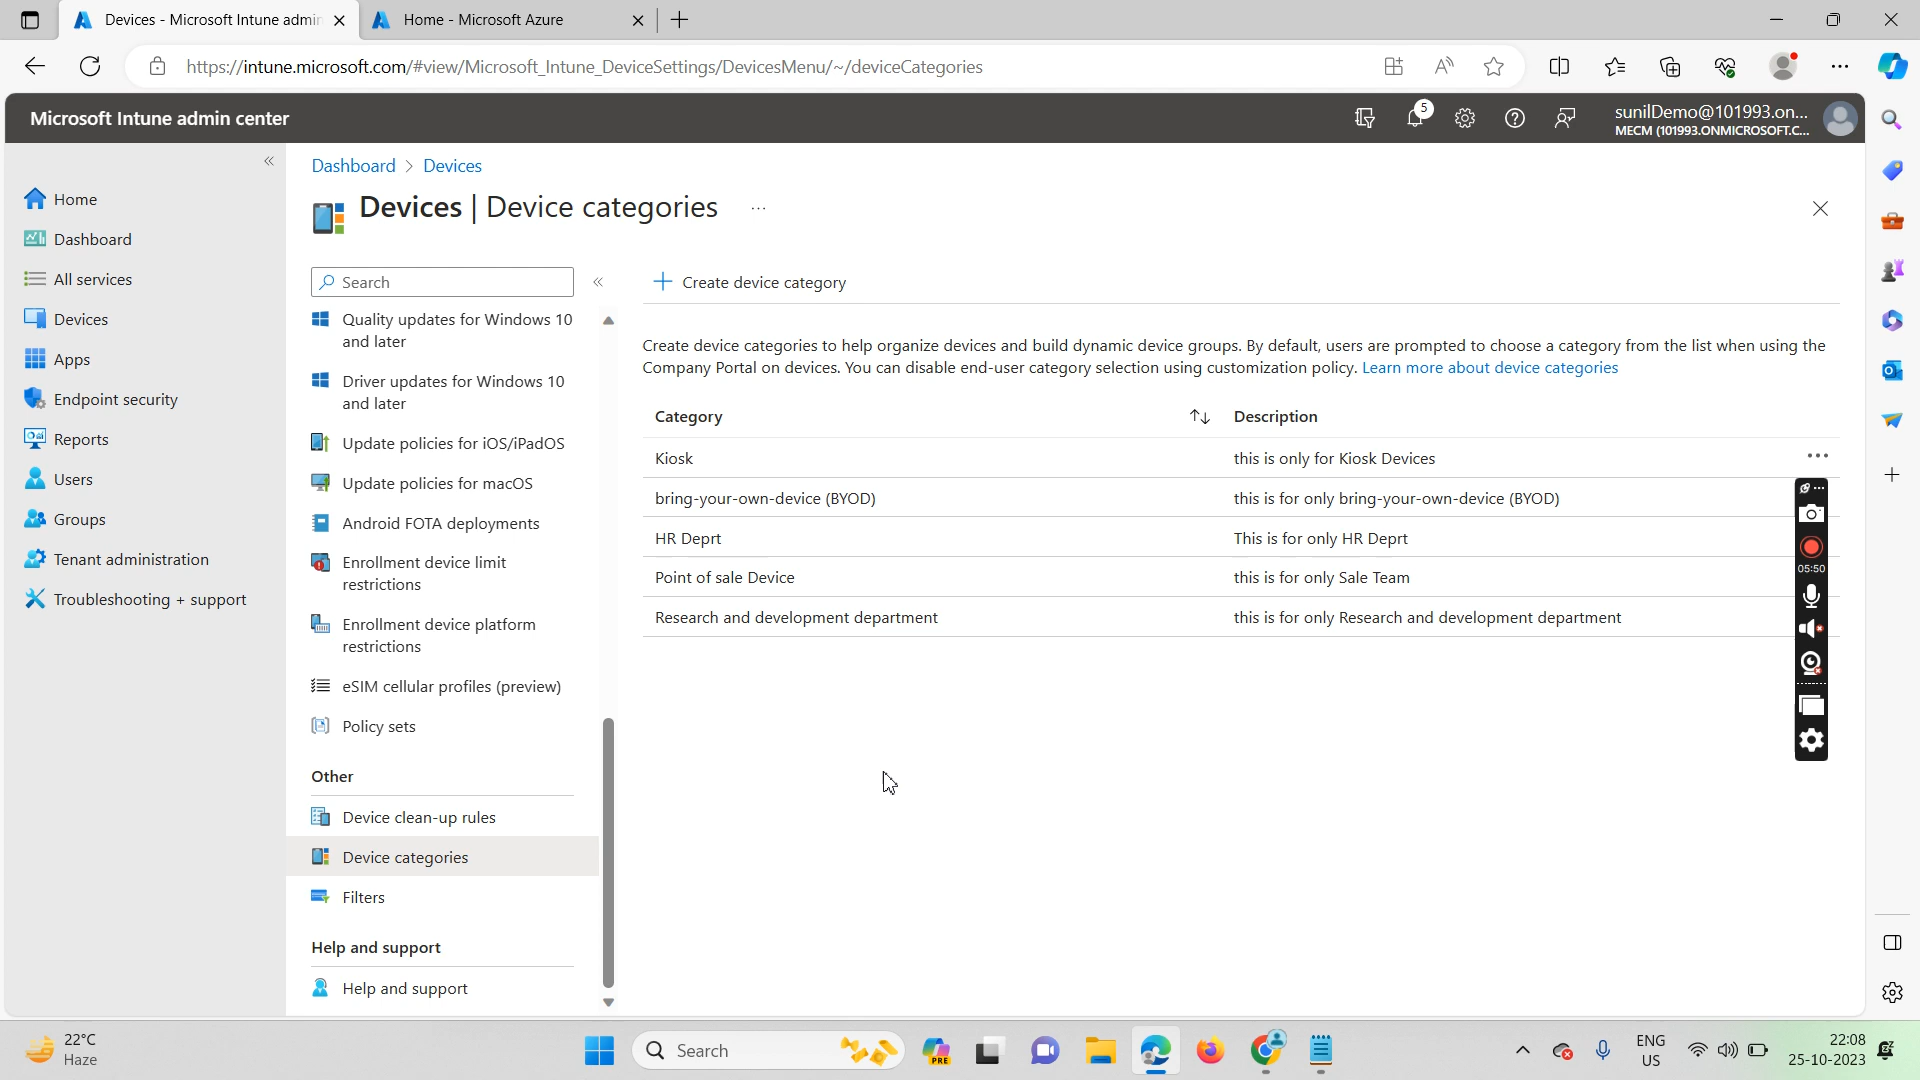 Devices - Microsoft Intune admin
Home - Microsoft Azure
https://intune.microsoft.com/#view/Microsoft_Intune_DeviceSettings/DevicesMenu/~/deviceCategories
Microsoft Intune admin center
5
sunilDemo@101993.on...
MECM (101993.ONMICROSOFT.C...
Home
Dashboard
All services
Devices
Apps
Endpoint security
Reports
Users
Groups
Tenant administration
Troubleshooting + support
Dashboard > Devices
Devices | Device categories ...
Search
Quality updates for Windows 10
and later
Driver updates for Windows 10
and later
Update policies for iOS/iPadOS
Update policies for macOS
Android FOTA deployments
Enrollment device limit
restrictions
Enrollment device platform
restrictions
eSIM cellular profiles (preview)
Policy sets
Other
Device clean-up rules
Device categories
Filters
Help and support
Help and support
Create device category
Create device categories to help organize devices and build dynamic device groups. By default, users are prompted to choose a category from the list when using the
Company Portal on devices. You can disable end-user category selection using customization policy. Learn more about device categories
Category Description
Kiosk this is only for Kiosk Devices
bring-your-own-device (BYOD) this is for only bring-your-own-device (BYOD)
HR Deprt This is for only HR Deprt
Point of sale Device this is for only Sale Team
Research and development department this is for only Research and development department
05:50
22°C
Haze
Search
PRE
ENG
US
22:08
25-10-2023